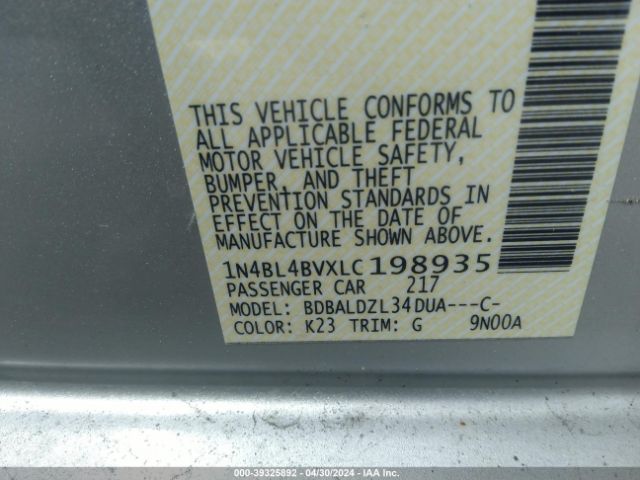 THIS VEHICLE CONFORMS TO
ALL APPLICABLE FEDERAL
MOTOR VEHICLE SAFETY,
BUMPER, AND THEFT
PREVENTION STANDARDS IN
EFFECT ON THE DATE OF
MANUFACTURE SHOWN ABOVE.
1N4BL4BVXLC198935
PASSENGER CAR 217
MODEL: BDBALDZL34DUA---C-
COLOR: K23 TRIM: G 9N00A
000-39325892 - 04/30/2024 - IAA Inc.